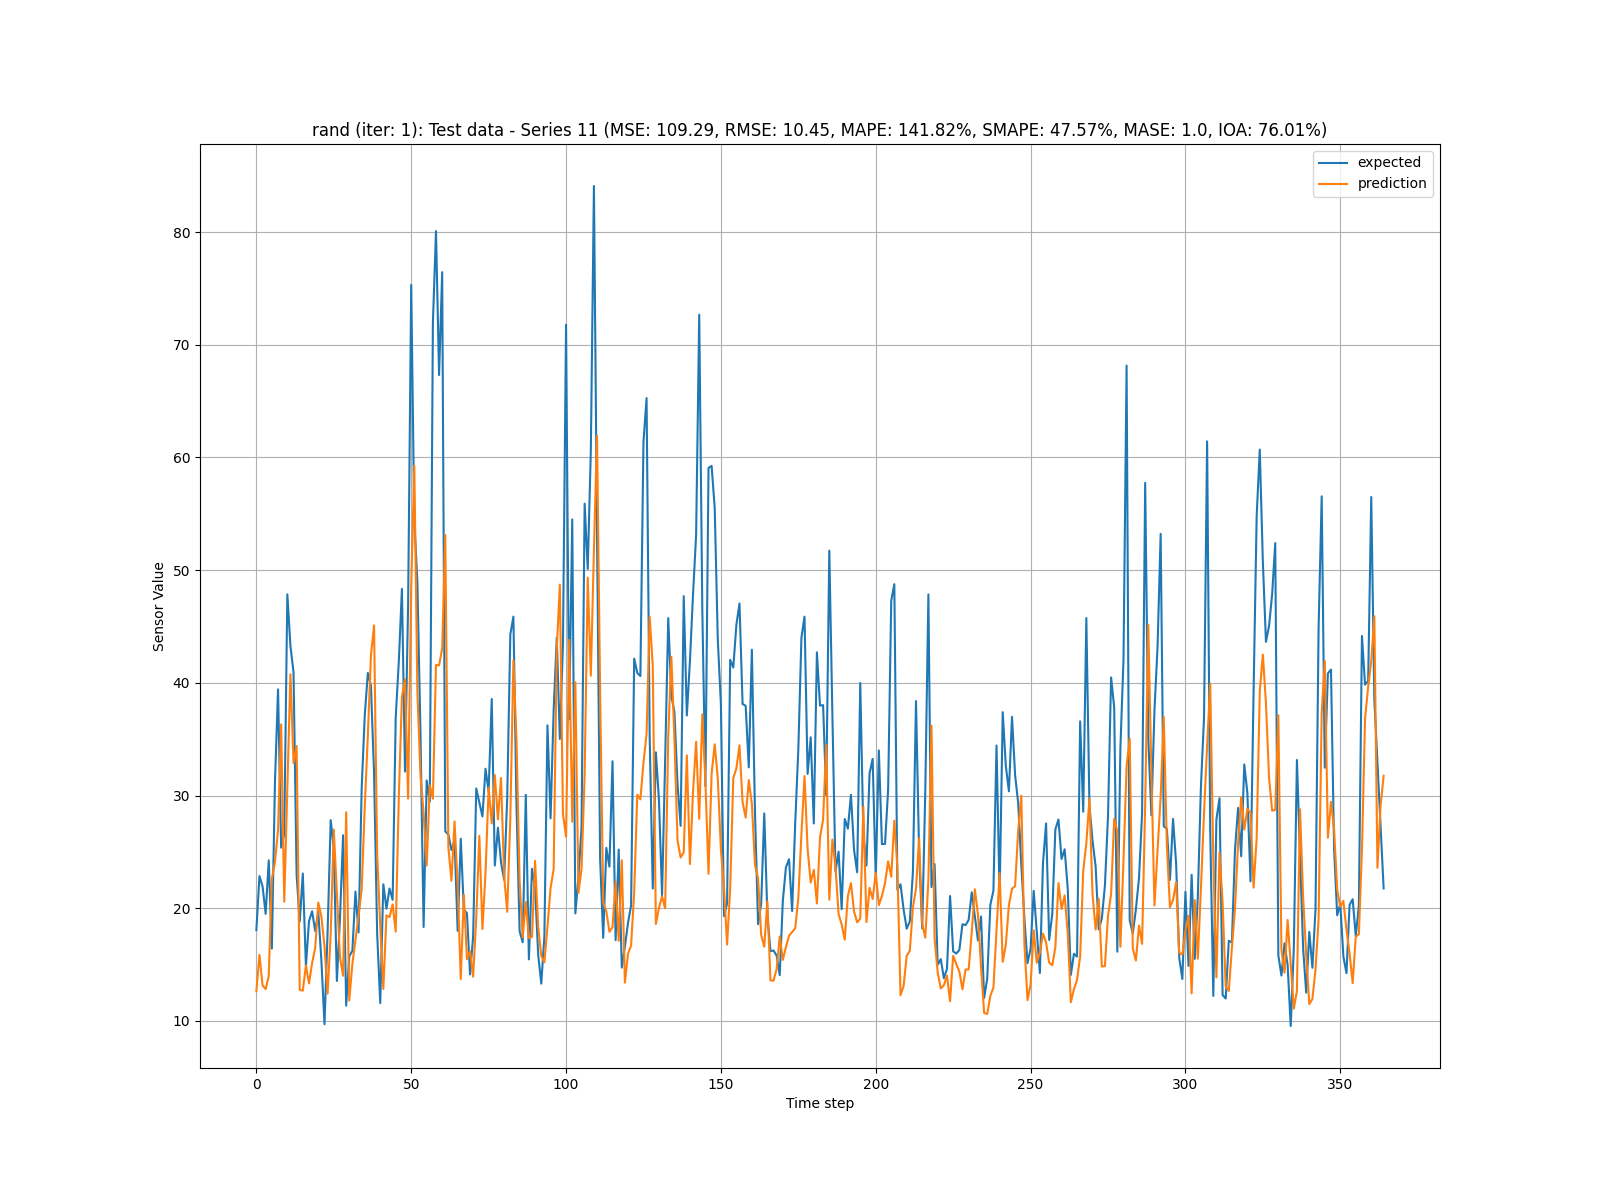 rand (iter: 1): Test data - Series 11 (MSE: 109.29, RMSE: 10.45, MAPE: 141.82%, SMAPE: 47.57%, MASE: 1.0, IOA: 76.01%)
expected
prediction
80
70
60
50
40
30
20
10
Sensor Value
0 50 100 150 200 250 300 350
Time step